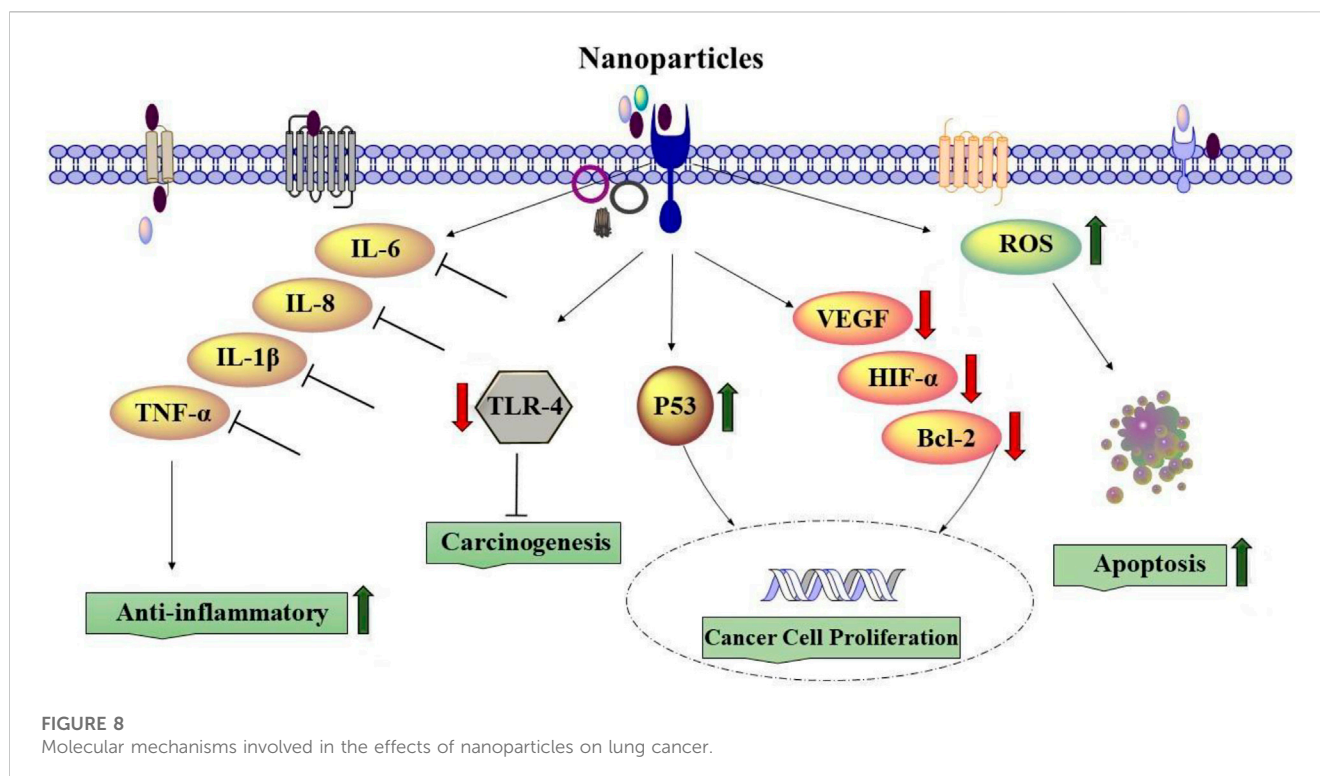 Nanoparticles
IL-6
IL-8
IL-1β
TNF-α
Anti-inflammatory
TLR-4
Carcinogenesis
P53
VEGF
HIF-α
Bcl-2
Cancer Cell Proliferation
ROS
Apoptosis
FIGURE 8
Molecular mechanisms involved in the effects of nanoparticles on lung cancer.